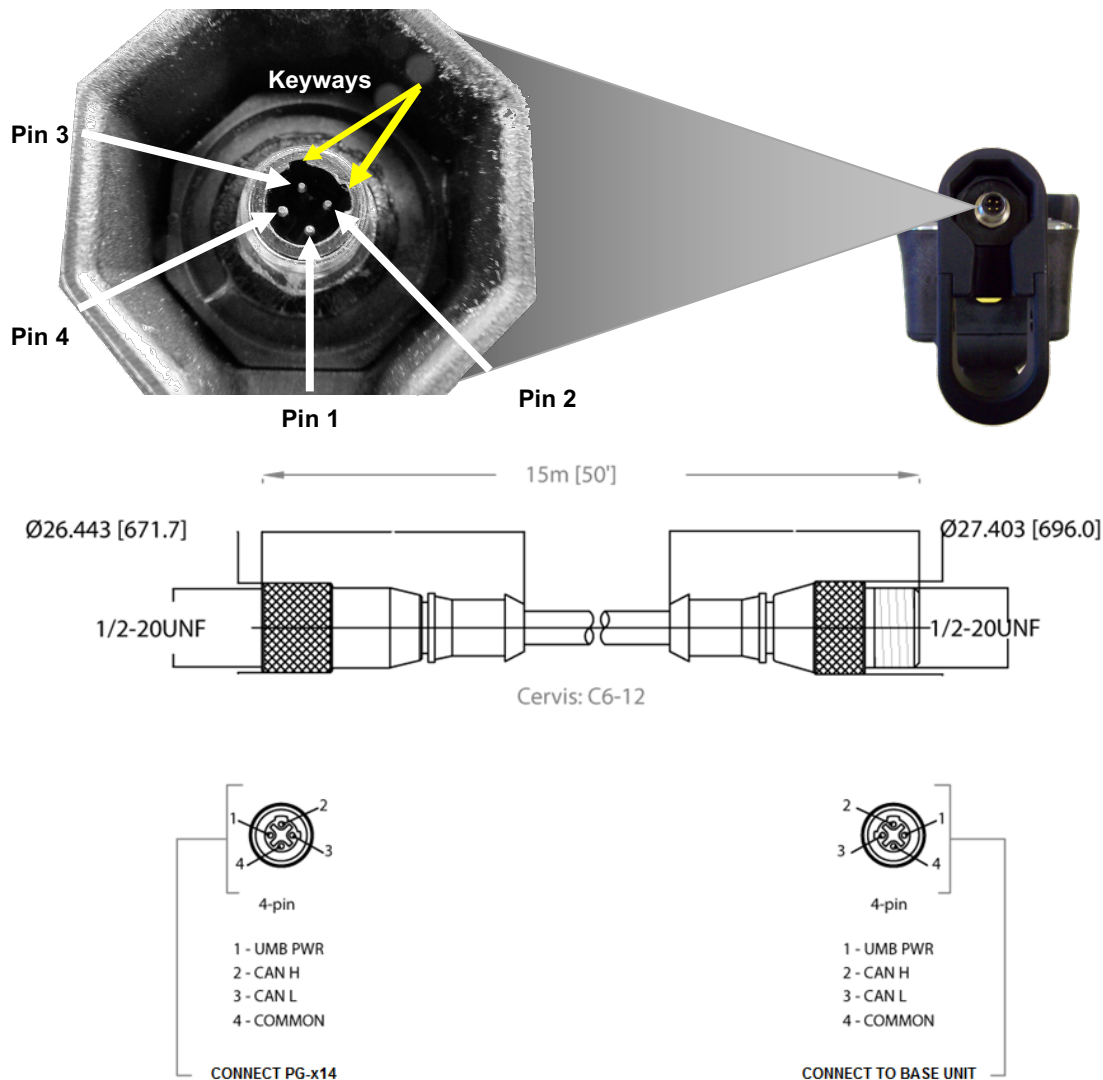 Keyways
Pin 3
Pin 4
Pin 1
Pin 2
15m [50']
Ø26.443 [671.7]
Ø27.403 [696.0]
1/2-20UNF
1/2-20UNF
Cervis: C6-12
1
2
3
4
4-pin
1 - UMB PWR
2 - CAN H
3 - CAN L
4 - COMMON
CONNECT PG-x14
2
1
3
4
4-pin
1 - UMB PWR
2 - CAN H
3 - CAN L
4 - COMMON
CONNECT TO BASE UNIT